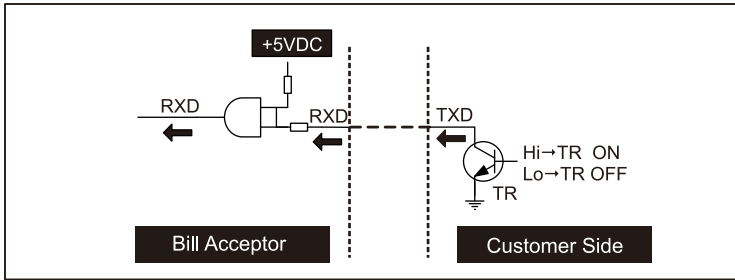 +5VDC
RXD
RXD
TXD
Hi→TR ON
Lo→TR OFF
TR
Bill Acceptor
Customer Side